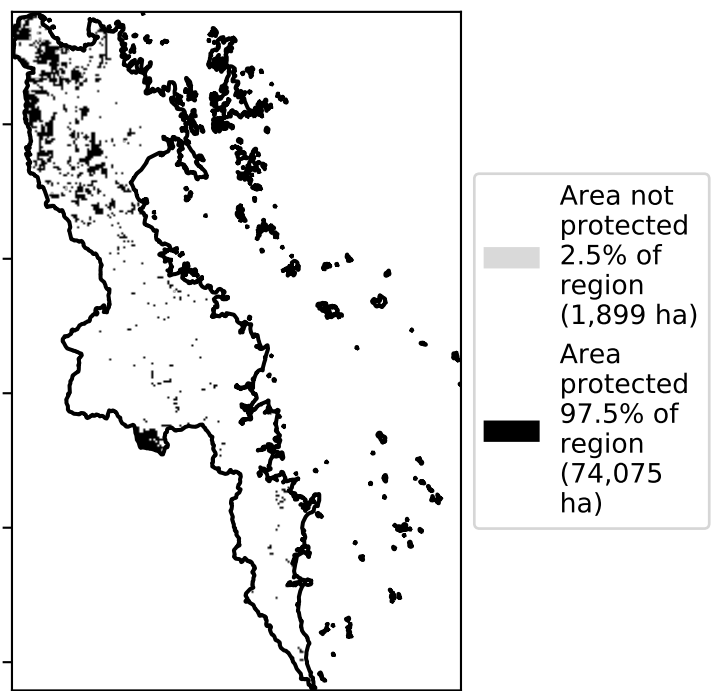 Area not
protected
2.5% of
region
(1,899 ha)
Area
protected
97.5% of
region
(74,075
ha)